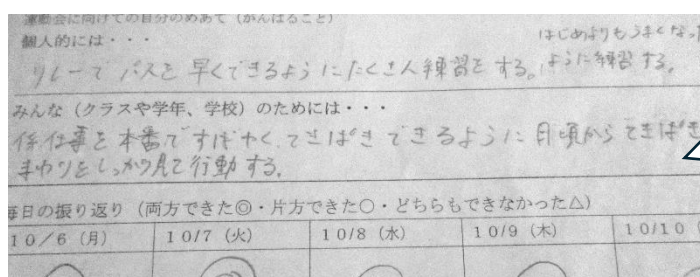 運動会に向けての自分のめあて（がんばること）
個人的には・・・
はじめよりもうまくなっ
リレーでパスを早くできるようにたくさん練習をする。ように練習する。
みんな（クラスや学年、学校）のためには・・・
係仕事を本番ですばやく、てきぱきできるように日頃からてきぱき
まわりをしっかり見て行動する。
毎日の振り返り（両方できた◎・片方できた○・どちらもできなかった△）
10/6（月） 10/7（火） 10/8（水） 10/9（木） 10/10（